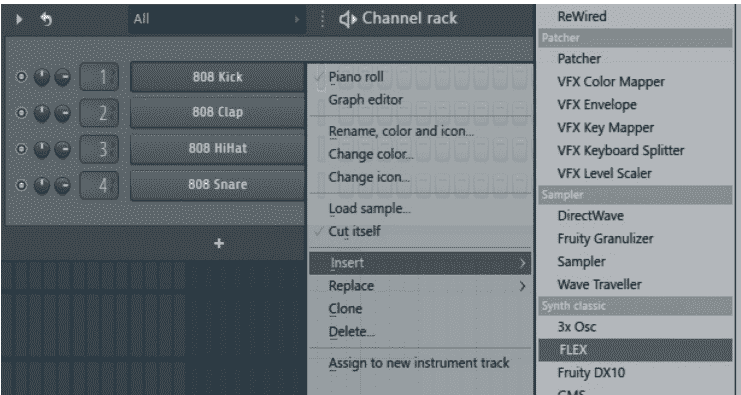 All
Channel rack
1 808 Kick
2 808 Clap
3 808 HiHat
4 808 Snare
+
Piano roll
Graph editor
Rename, color and icon...
Change color...
Change icon...
Load sample...
Cut itself
Insert
Replace
Clone
Delete...
Assign to new instrument track
ReWired
Patcher
Patcher
VFX Color Mapper
VFX Envelope
VFX Key Mapper
VFX Keyboard Splitter
VFX Level Scaler
Sampler
DirectWave
Fruity Granulizer
Sampler
Wave Traveller
Synth classic
3x Osc
FLEX
Fruity DX10
GMS